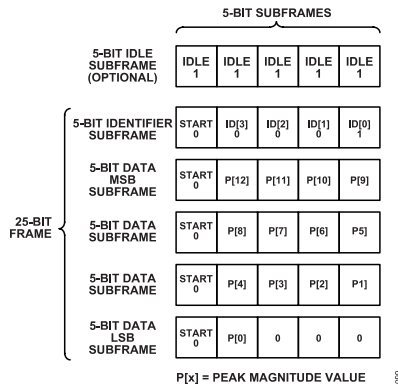 5-BIT SUBFRAMES
5-BIT IDLE
SUBFRAME
(OPTIONAL)
IDLE IDLE IDLE IDLE IDLE
1 1 1 1 1
5-BIT IDENTIFIER
SUBFRAME
START ID[3] ID[2] ID[1] ID[0]
0 0 0 0 1
5-BIT DATA
MSB
SUBFRAME
START P[12] P[11] P[10] P[9]
0
25-BIT
FRAME
5-BIT DATA
SUBFRAME
START P[8] P[7] P[6] P5]
0
5-BIT DATA
SUBFRAME
START P[4] P[3] P[2] P1]
0
5-BIT DATA
LSB
SUBFRAME
START P[0] 0 0 0
0
P[x] = PEAK MAGNITUDE VALUE